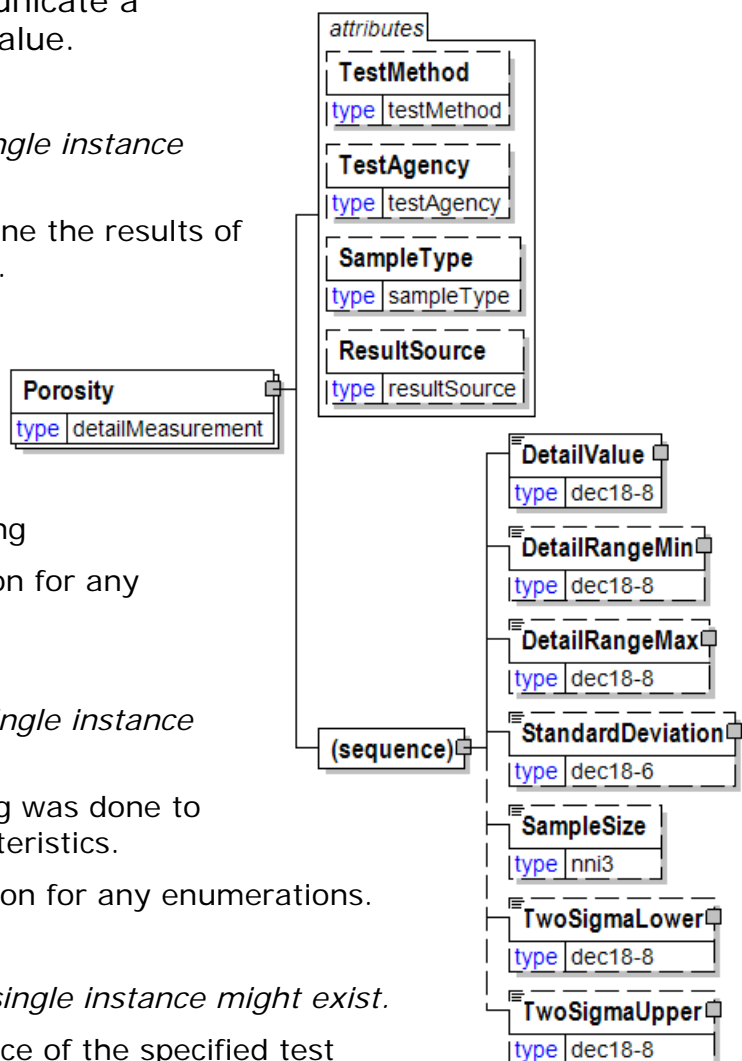 unicate a
alue.
ngle instance
ne the results of
.
ng
on for any
ingle instance
g was done to
teristics.
on for any enumerations.
single instance might exist.
ce of the specified test
attributes
TestMethod
type testMethod
TestAgency
type testAgency
SampleType
type sampleType
ResultSource
type resultSource
Porosity
type detailMeasurement
(sequence)
DetailValue
type dec18-8
DetailRangeMin
type dec18-8
DetailRangeMax
type dec18-8
StandardDeviation
type dec18-6
SampleSize
type nni3
TwoSigmaLower
type dec18-8
TwoSigmaUpper
type dec18-8